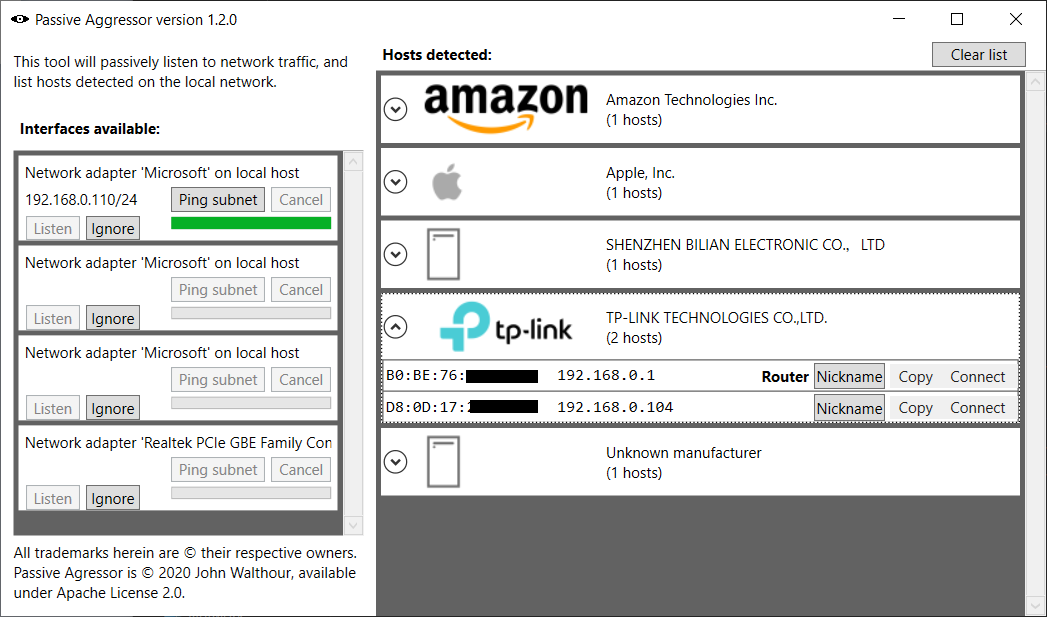 Passive Aggressor version 1.2.0
This tool will passively listen to network traffic, and
list hosts detected on the local network.
Interfaces available:
Network adapter 'Microsoft' on local host
192.168.0.110/24 Ping subnet Cancel
Listen Ignore
Network adapter 'Microsoft' on local host
Ping subnet Cancel
Listen Ignore
Network adapter 'Microsoft' on local host
Ping subnet Cancel
Listen Ignore
Network adapter 'Realtek PCIe GBE Family Con
Ping subnet Cancel
Listen Ignore
All trademarks herein are © their respective owners.
Passive Agressor is © 2020 John Walthour, available
under Apache License 2.0.
Hosts detected: Clear list
amazon
Amazon Technologies Inc.
(1 hosts)
Apple, Inc.
(1 hosts)
SHENZHEN BILIAN ELECTRONIC CO., LTD
(1 hosts)
tp-link
TP-LINK TECHNOLOGIES CO.,LTD.
(2 hosts)
B0:BE:76: 192.168.0.1 Router Nickname Copy Connect
D8:0D:17: 192.168.0.104 Nickname Copy Connect
Unknown manufacturer
(1 hosts)